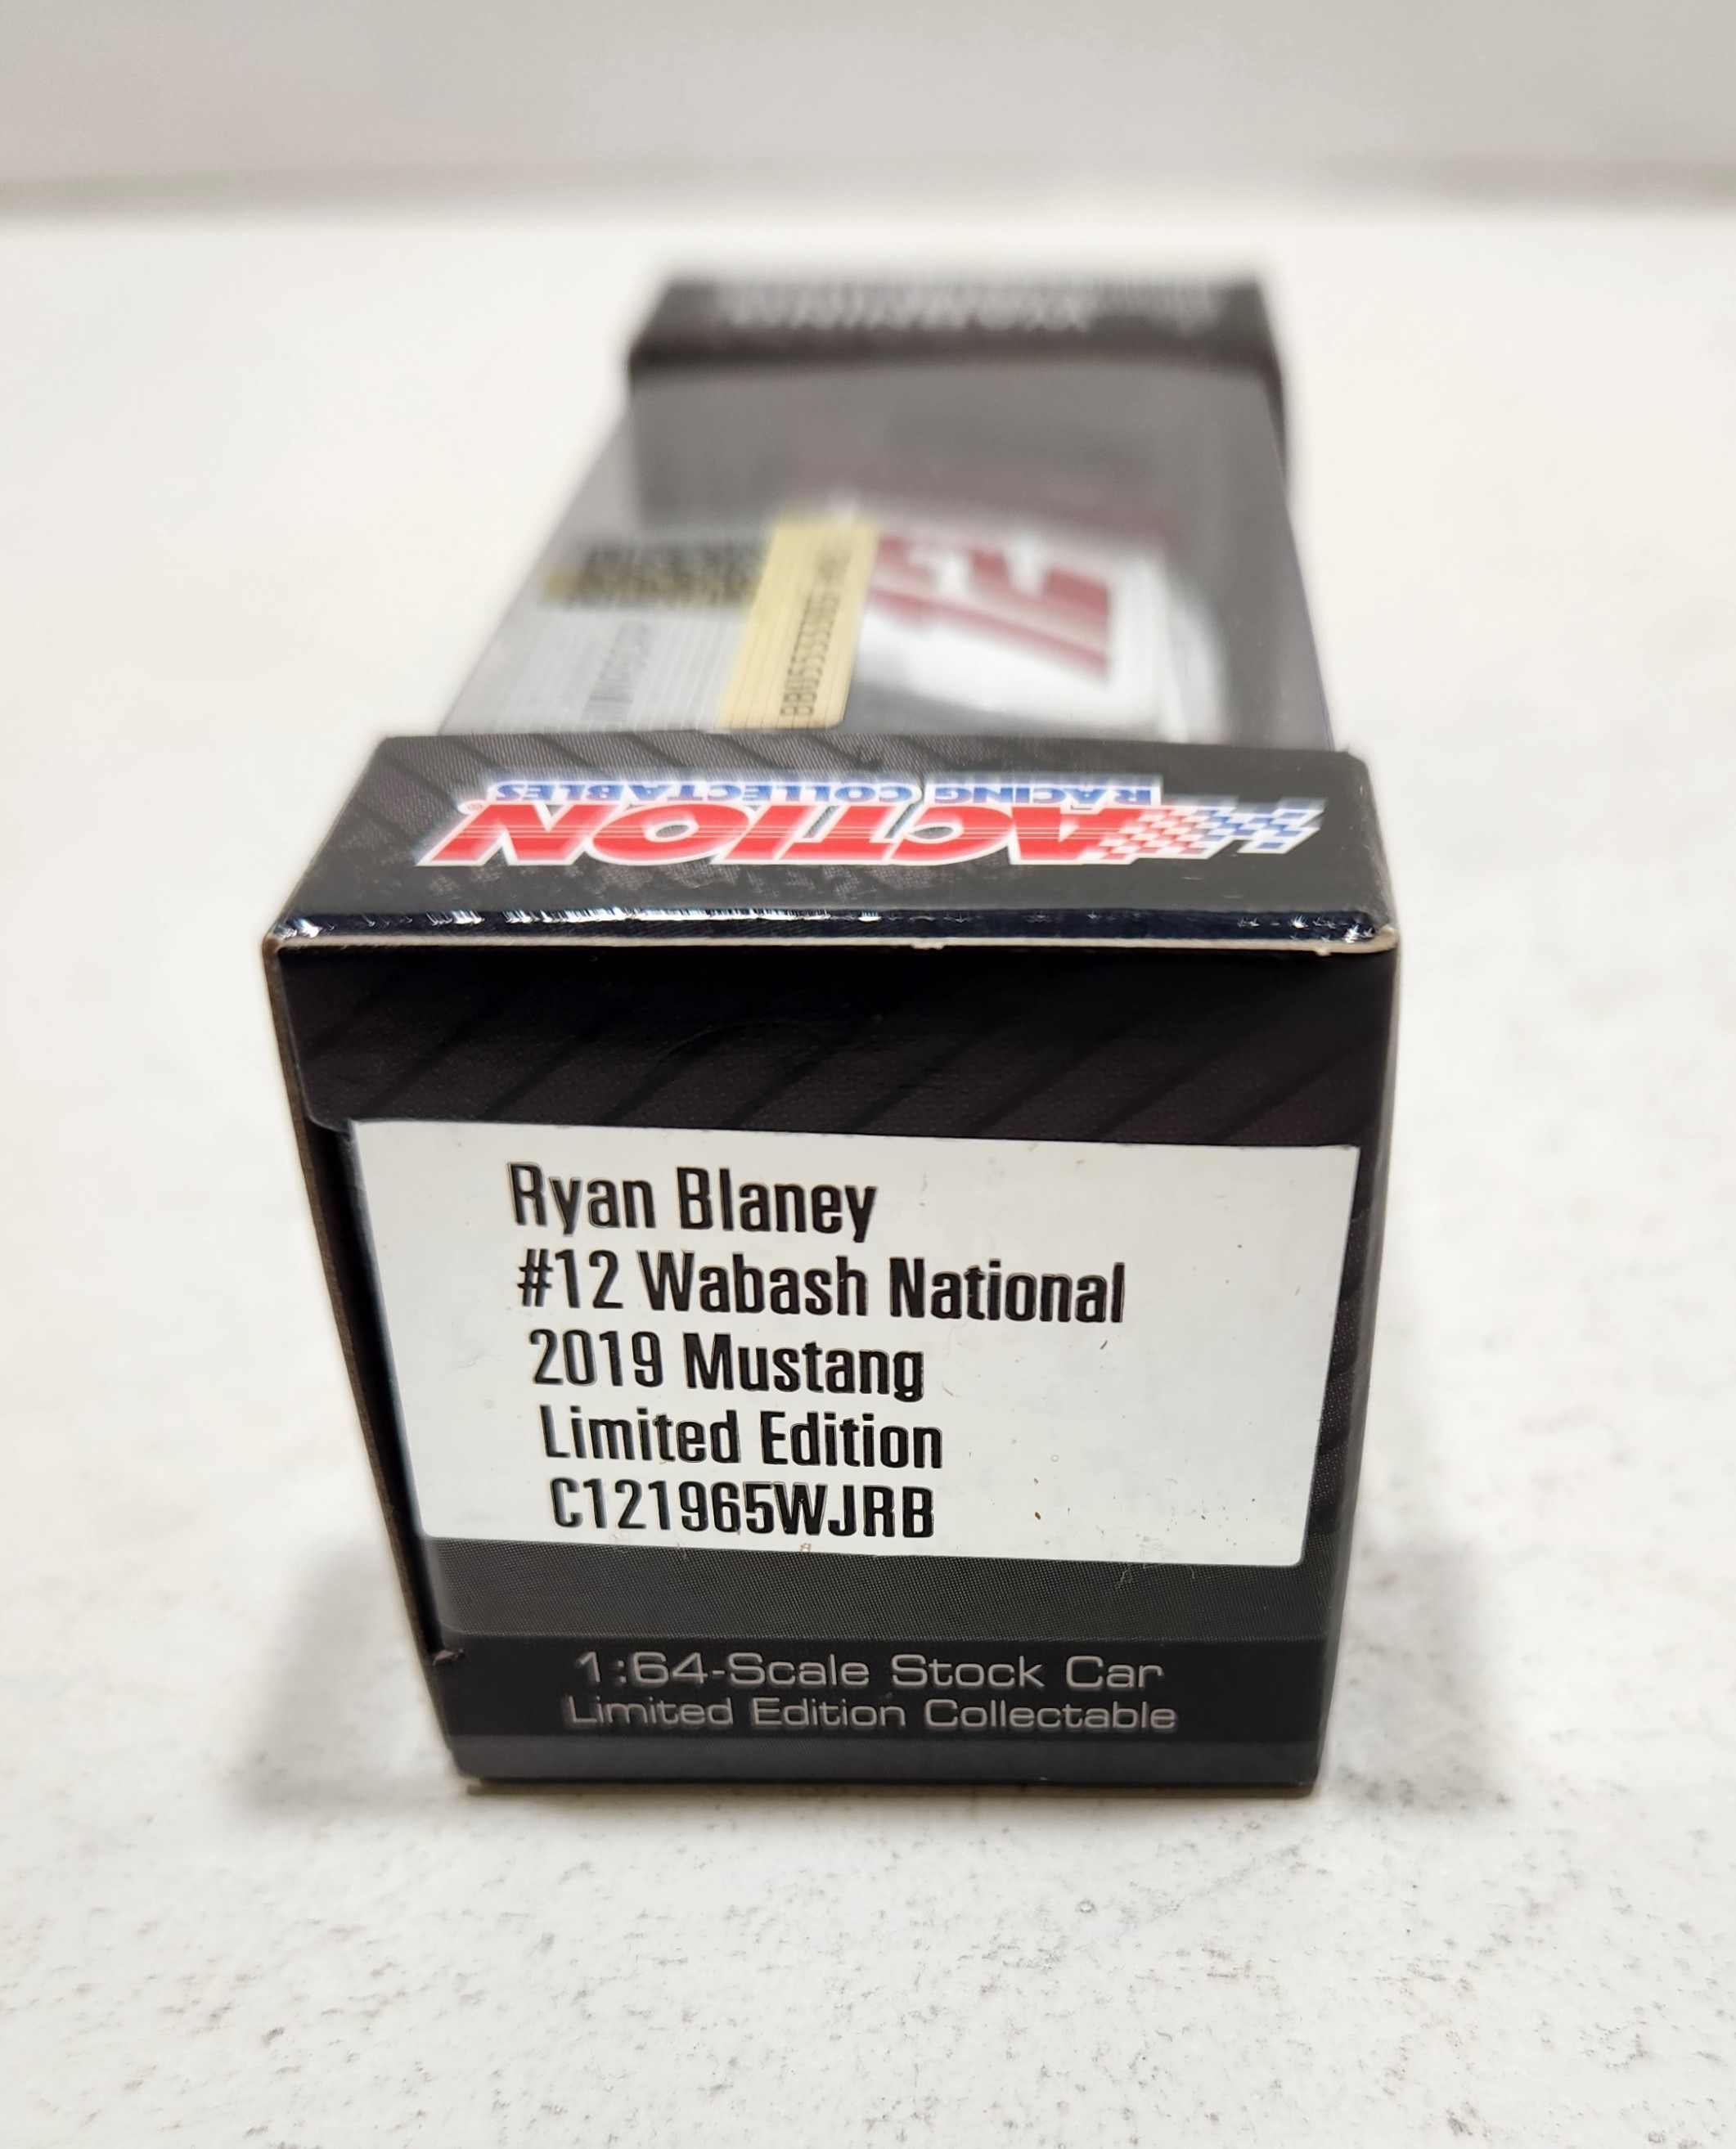 ACTION®
RACING COLLECTABLES
12
Ryan Blaney
#12 Wabash National
2019 Mustang
Limited Edition
C121965WJRB
1:64-Scale Stock Car
Limited Edition Collectable